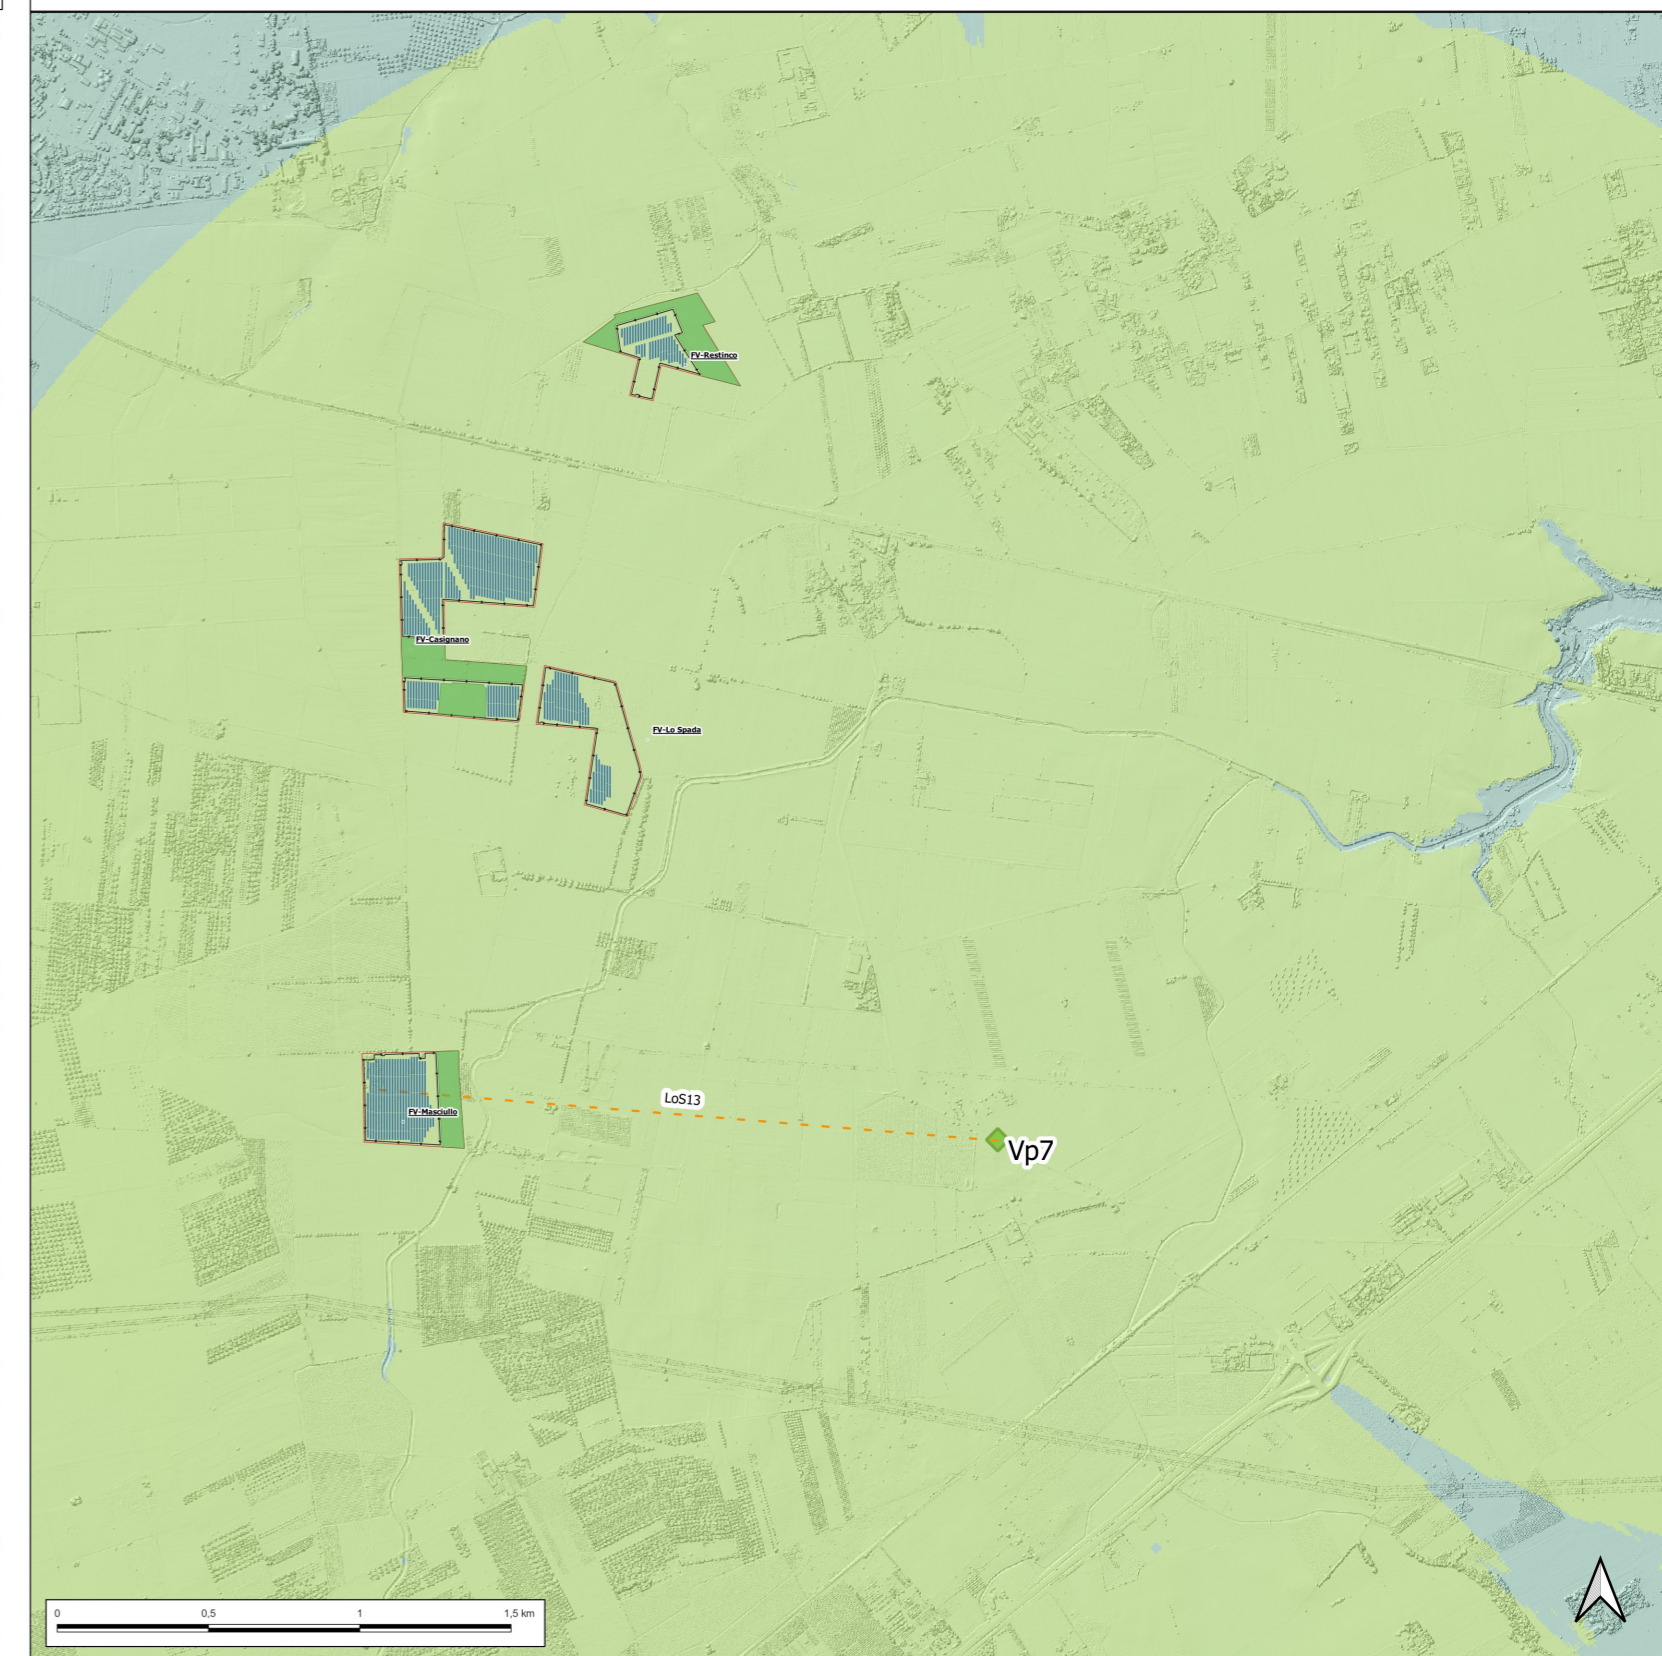 FV-Restinco
FV-Casignano
FV-Lo Spada
LoS13
FV-Masciullo
Vp7
0 0,5 1 1,5 km